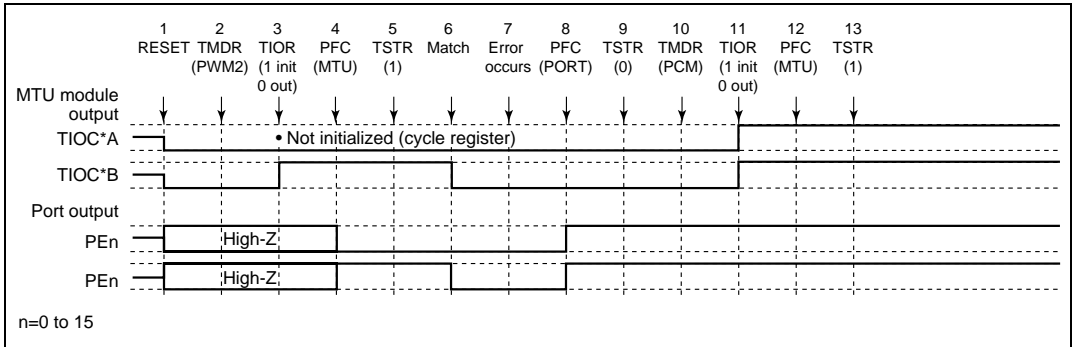 1 2 3 4 5 6 7 8 9 10 11 12 13
RESET TMDR TIOR PFC TSTR Match Error PFC TSTR TMDR TIOR PFC TSTR
(PWM2) (1 init (MTU) (1) occurs (PORT) (0) (PCM) (1 init (MTU) (1)
0 out) 0 out)
MTU module
output
TIOC*A
• Not initialized (cycle register)
TIOC*B
Port output
PEn High-Z
PEn High-Z
n=0 to 15